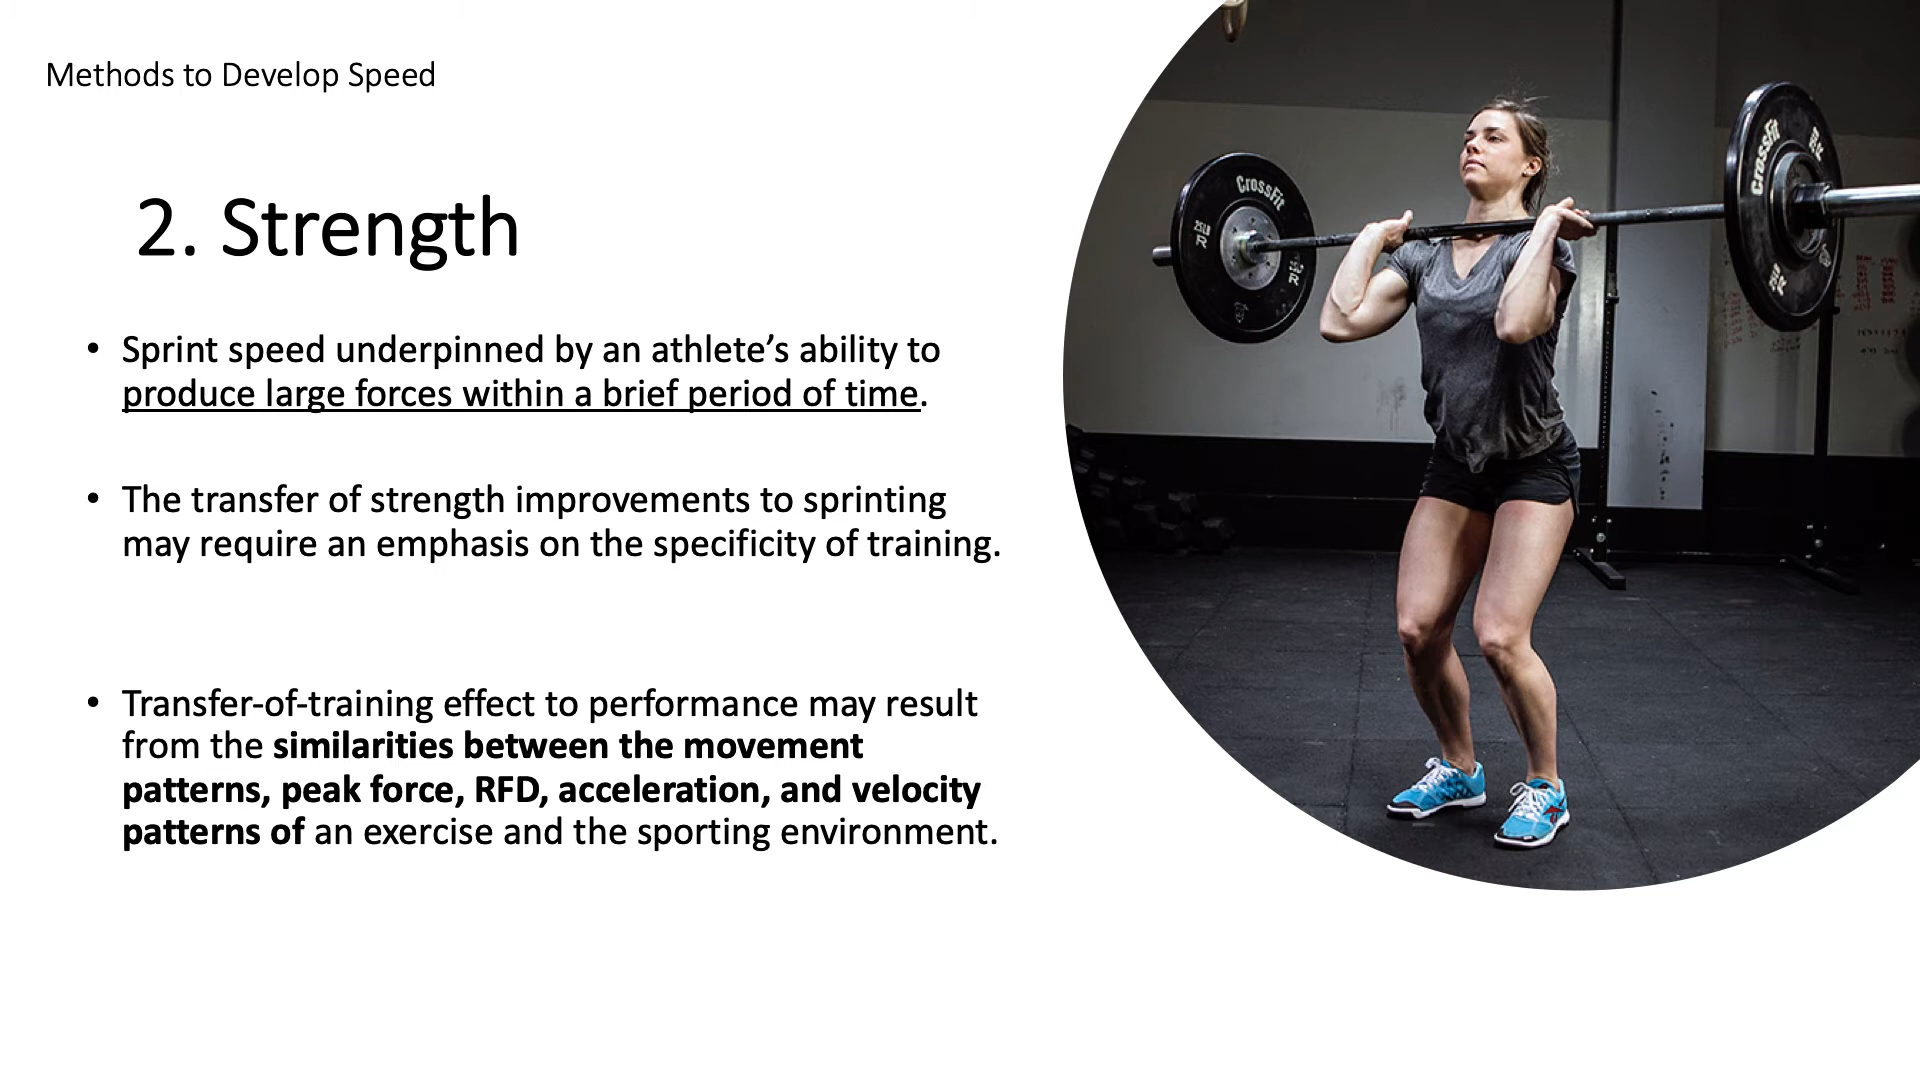 Methods to Develop Speed
2. Strength
• Sprint speed underpinned by an athlete’s ability to
produce large forces within a brief period of time.
• The transfer of strength improvements to sprinting
may require an emphasis on the specificity of training.
• Transfer-of-training effect to performance may result
from the similarities between the movement
patterns, peak force, RFD, acceleration, and velocity
patterns of an exercise and the sporting environment.
CrossFit
25LB
R
CrossFit